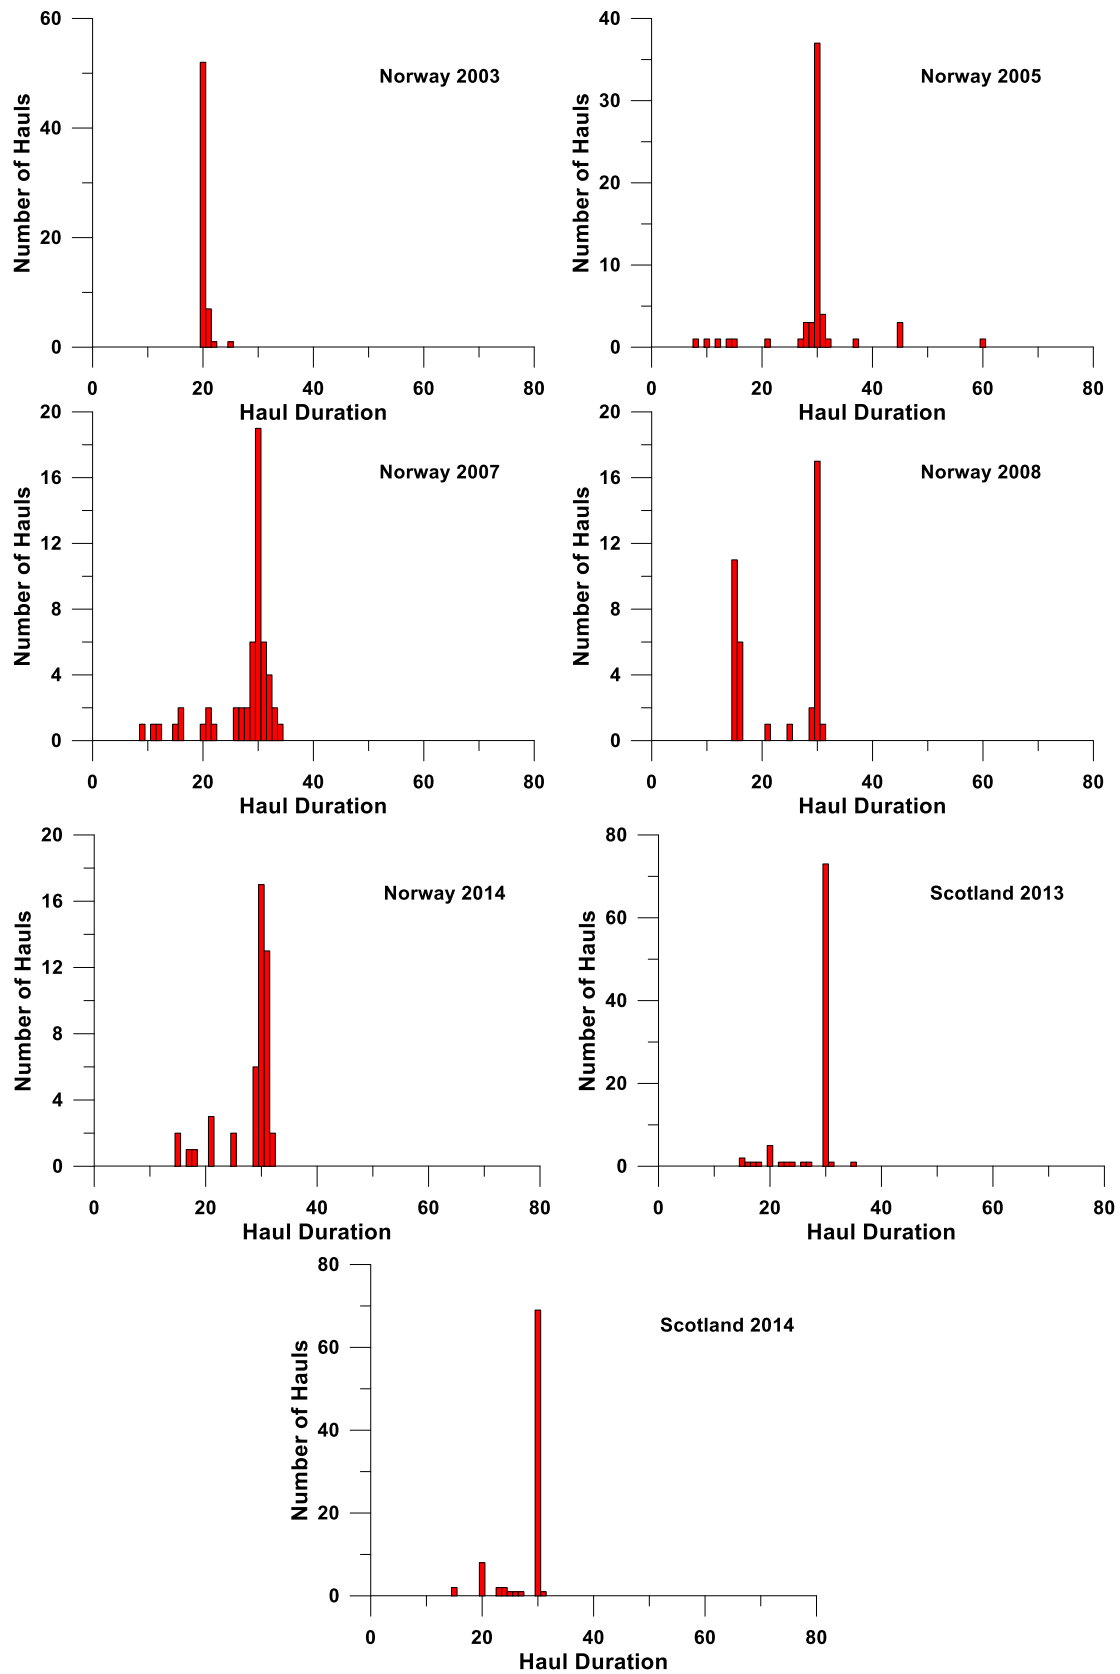 60
40
20
0
Number of Hauls
Norway 2003
0 20 40 60 80
Haul Duration
40
30
20
10
0
Number of Hauls
Norway 2005
0 20 40 60 80
Haul Duration
20
16
12
8
4
0
Number of Hauls
Norway 2007
0 20 40 60 80
Haul Duration
20
16
12
8
4
0
Number of Hauls
Norway 2008
0 20 40 60 80
Haul Duration
20
16
12
8
4
0
Number of Hauls
Norway 2014
0 20 40 60 80
Haul Duration
80
60
40
20
0
Number of Hauls
Scotland 2013
0 20 40 60 80
Haul Duration
80
60
40
20
0
Number of Hauls
Scotland 2014
0 20 40 60 80
Haul Duration